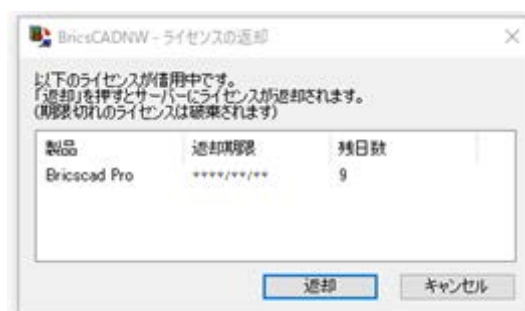 BricsCADNW - ライセンスの返却
以下のライセンスが借用中です。
「返却」を押すとサーバーにライセンスが返却されます。
(期限切れのライセンスは破棄されます)
製品 返却期限 残日数
Bricscad Pro ****/**/** 9
返却 キャンセル